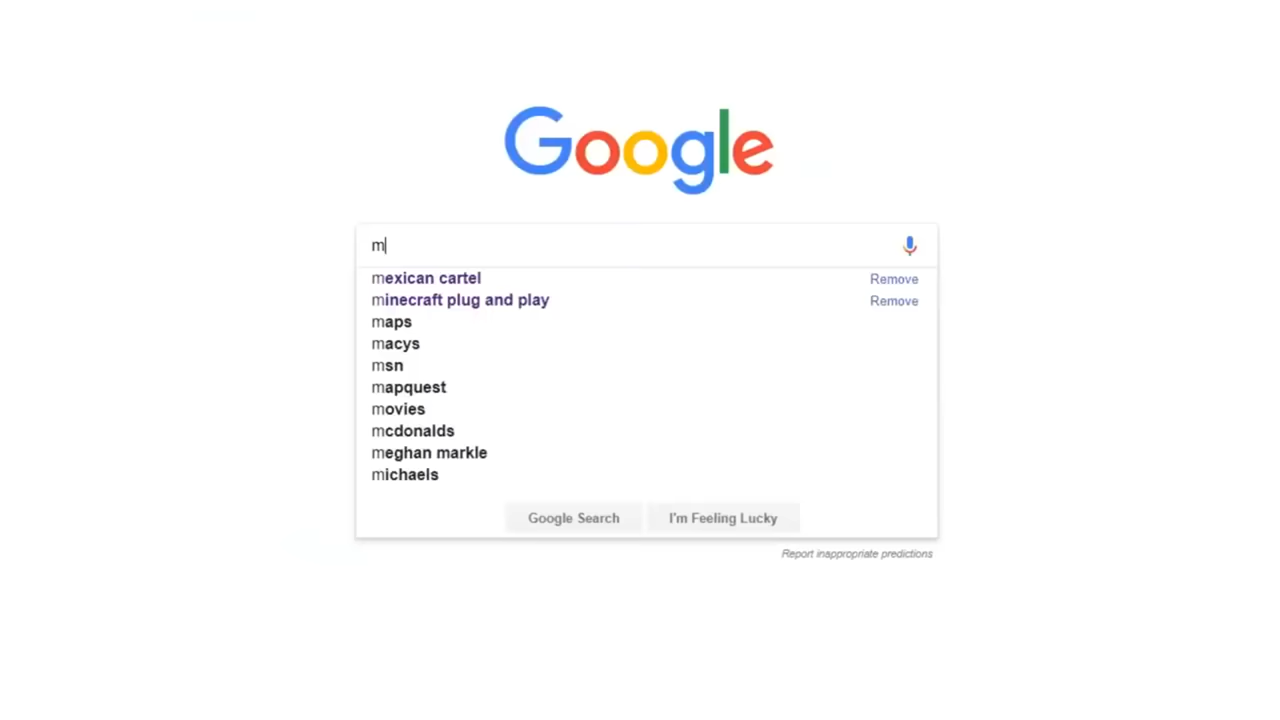 Google
m
mexican cartel Remove
minecraft plug and play Remove
maps
macys
msn
mapquest
movies
mcdonalds
meghan markle
michaels
Google Search I'm Feeling Lucky
Report inappropriate predictions